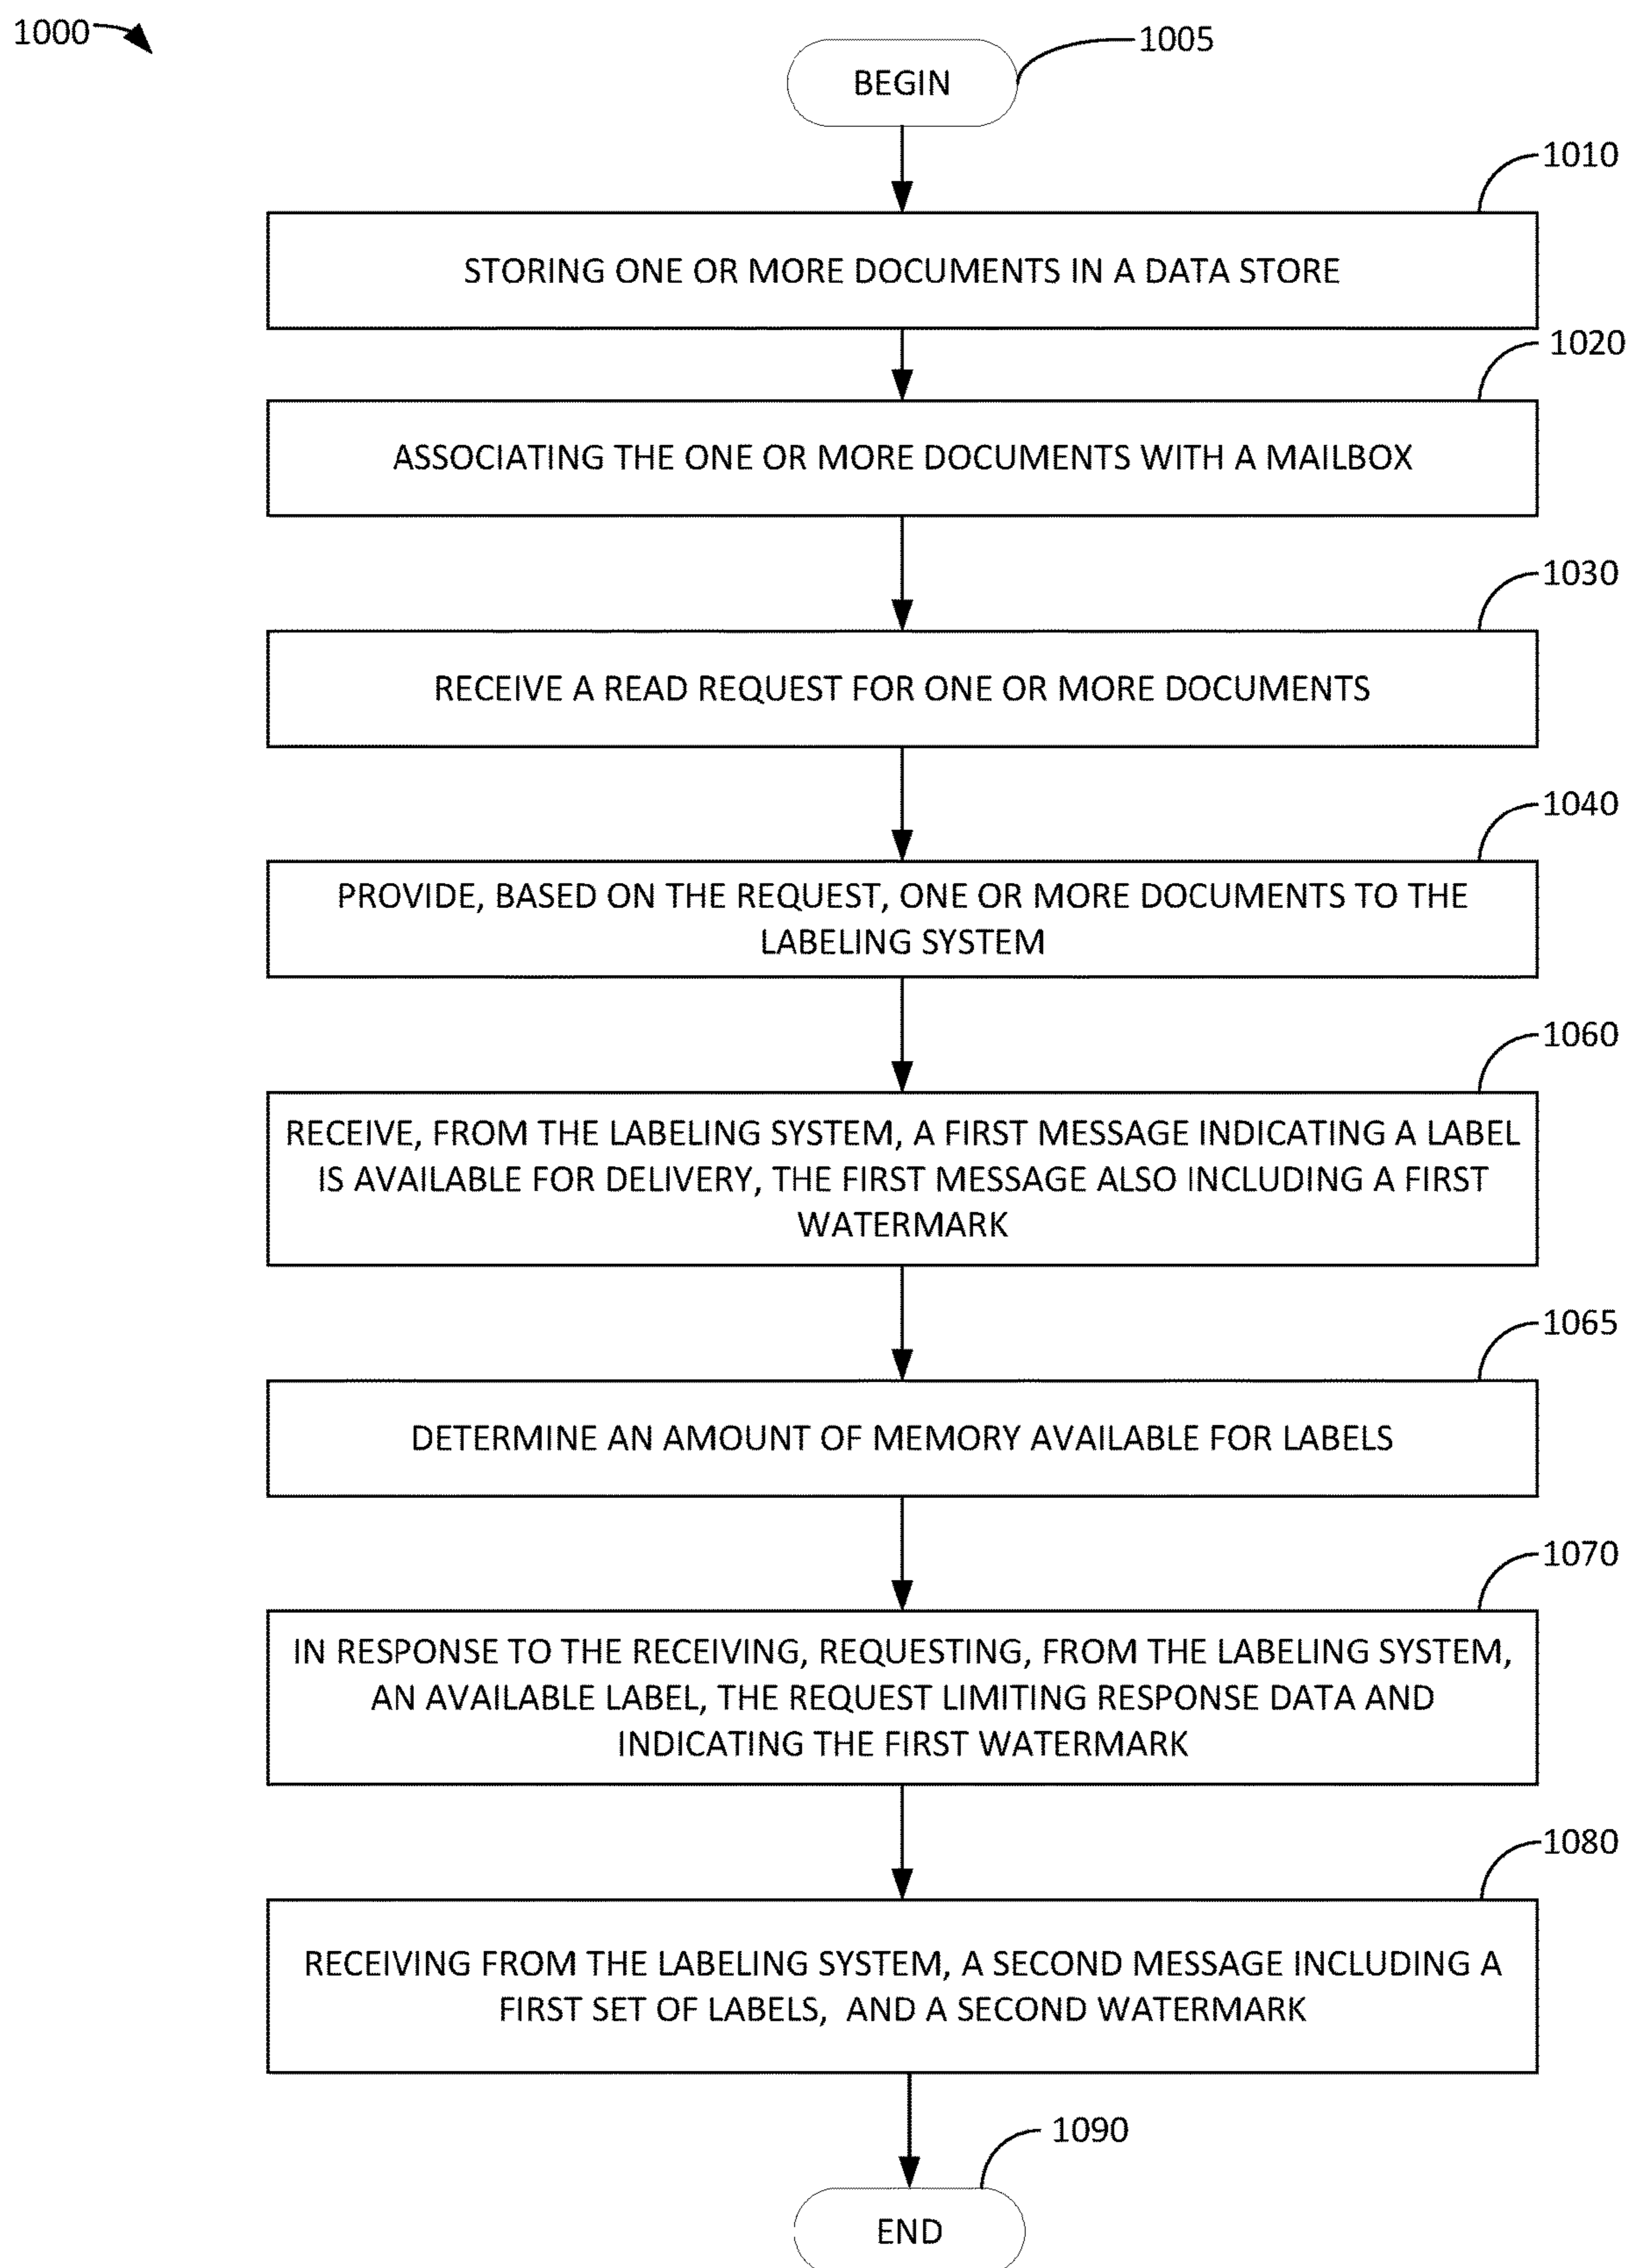 1000
1005
BEGIN
1010
STORING ONE OR MORE DOCUMENTS IN A DATA STORE
1020
ASSOCIATING THE ONE OR MORE DOCUMENTS WITH A MAILBOX
1030
RECEIVE A READ REQUEST FOR ONE OR MORE DOCUMENTS
1040
PROVIDE, BASED ON THE REQUEST, ONE OR MORE DOCUMENTS TO THE
LABELING SYSTEM
1060
RECEIVE, FROM THE LABELING SYSTEM, A FIRST MESSAGE INDICATING A LABEL
IS AVAILABLE FOR DELIVERY, THE FIRST MESSAGE ALSO INCLUDING A FIRST
WATERMARK
1065
DETERMINE AN AMOUNT OF MEMORY AVAILABLE FOR LABELS
1070
IN RESPONSE TO THE RECEIVING, REQUESTING, FROM THE LABELING SYSTEM,
AN AVAILABLE LABEL, THE REQUEST LIMITING RESPONSE DATA AND
INDICATING THE FIRST WATERMARK
1080
RECEIVING FROM THE LABELING SYSTEM, A SECOND MESSAGE INCLUDING A
FIRST SET OF LABELS, AND A SECOND WATERMARK
1090
END